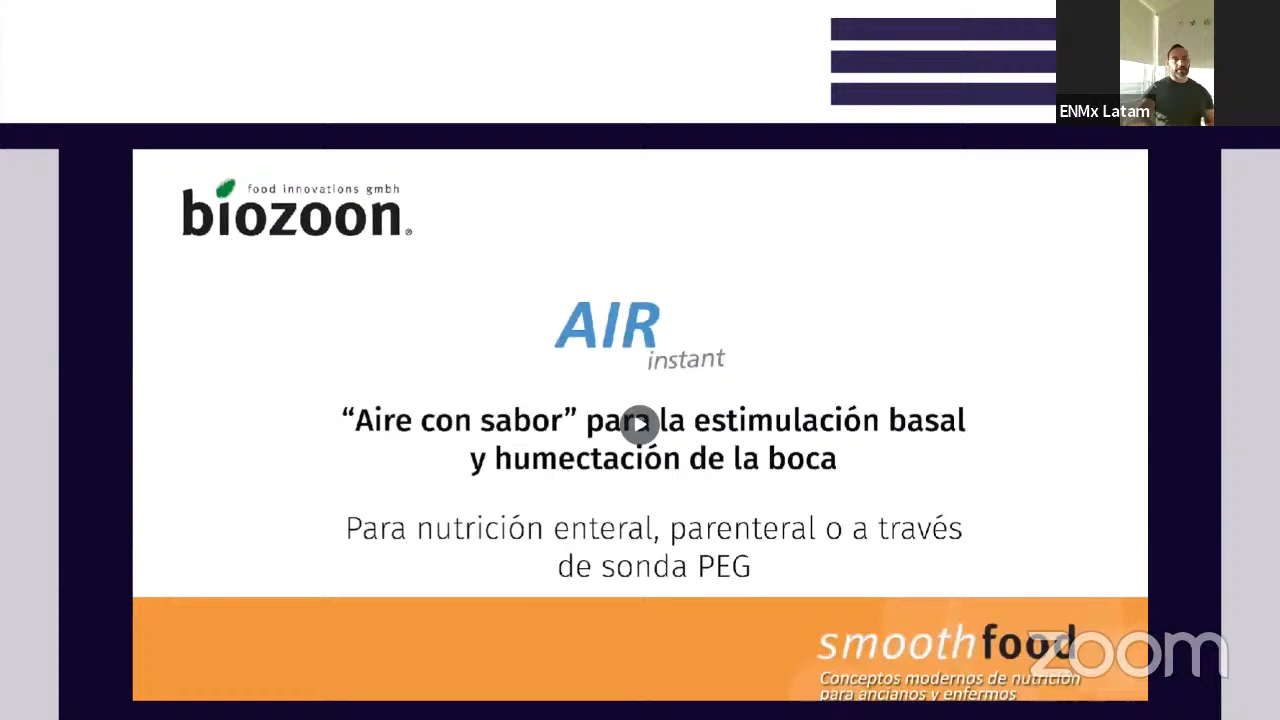 ENMx Latam
food innovations gmbh
biozoon®
AIR
instant
“Aire con sabor” para la estimulación basal
y humectación de la boca
Para nutrición enteral, parenteral o a través
de sonda PEG
smoothfood
zoom
Conceptos modernos de nutrición
para ancianos y enfermos